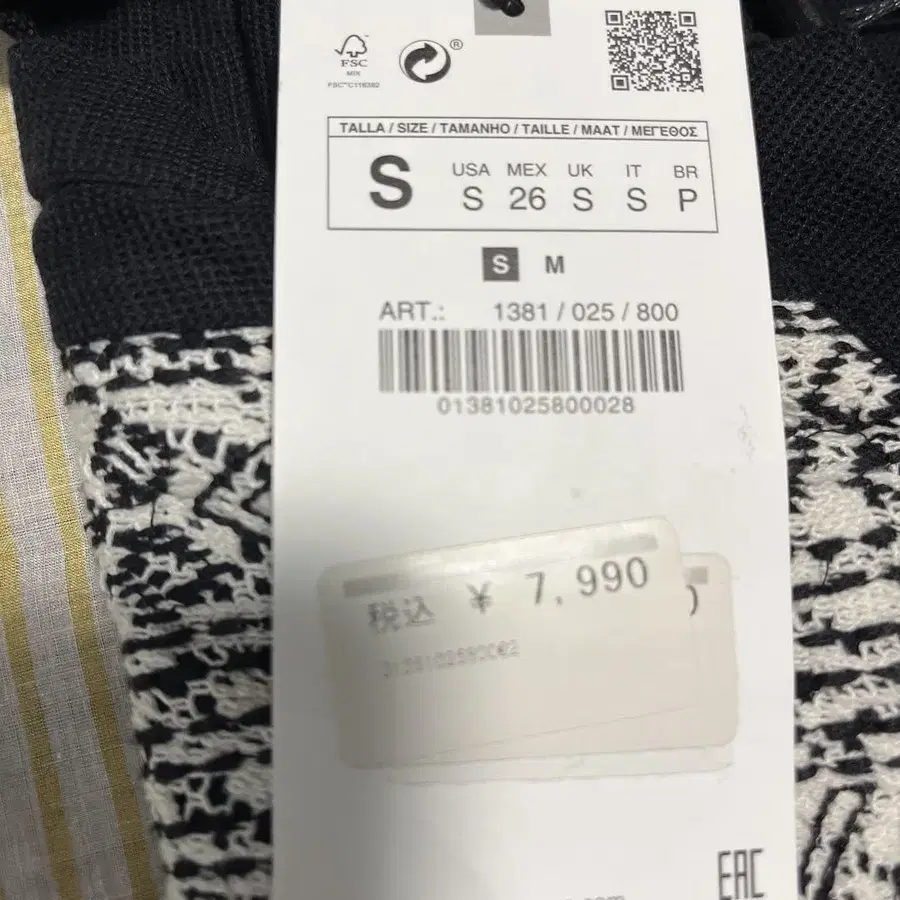 FSC
MIX
®
TALLA / SIZE / TAMANHO / TAILLE / MAAT / ΜΕΓΕΘΟΣ
S
USA MEX UK IT BR
S 26 S S P
S M
ART.: 1381 / 025 / 800
01381025800028
税込 ¥ 7,990
)
EAC